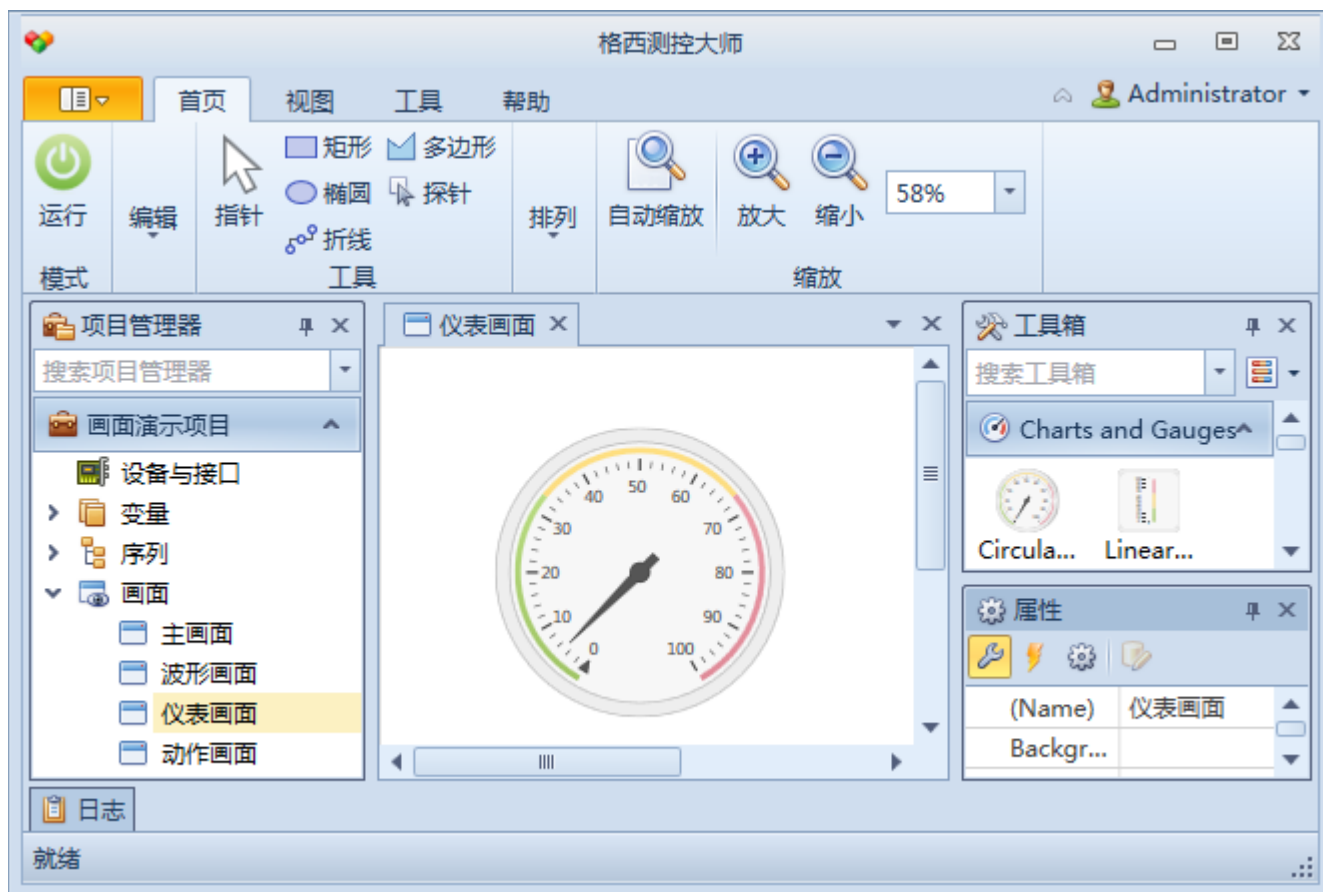 格西测控大师
首页 视图 工具 帮助 Administrator
运行 编辑 指针 矩形 多边形 椭圆 探针 折线 排列 自动缩放 放大 缩小 58%
模式 工具 缩放
项目管理器
搜索项目管理器
画面演示项目
设备与接口
变量
序列
画面
主画面
波形画面
仪表画面
动作画面
仪表画面
0
10
20
30
40
50
60
70
80
90
100
工具箱
搜索工具箱
Charts and Gauges
Circula... Linear...
属性
(Name) 仪表画面
Backgr...
日志
就绪